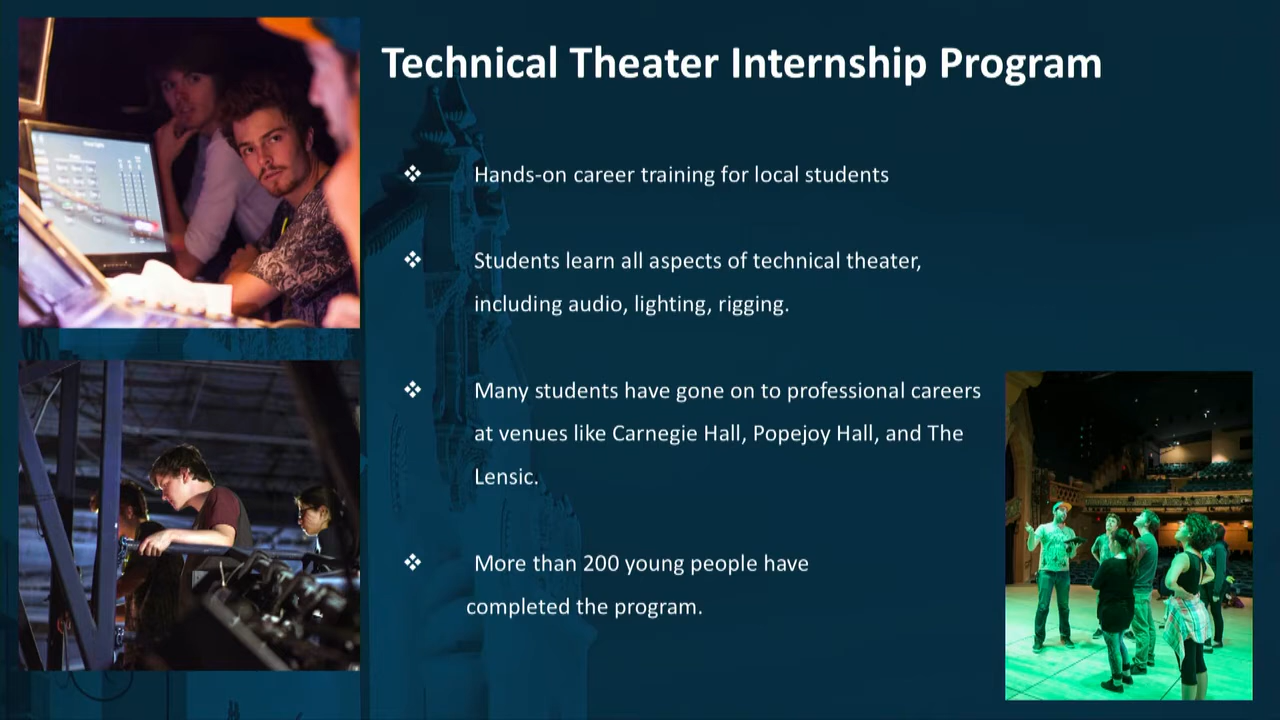 Technical Theater Internship Program
❖ Hands-on career training for local students
❖ Students learn all aspects of technical theater,
including audio, lighting, rigging.
❖ Many students have gone on to professional careers
at venues like Carnegie Hall, Popejoy Hall, and The
Lensic.
❖ More than 200 young people have
completed the program.